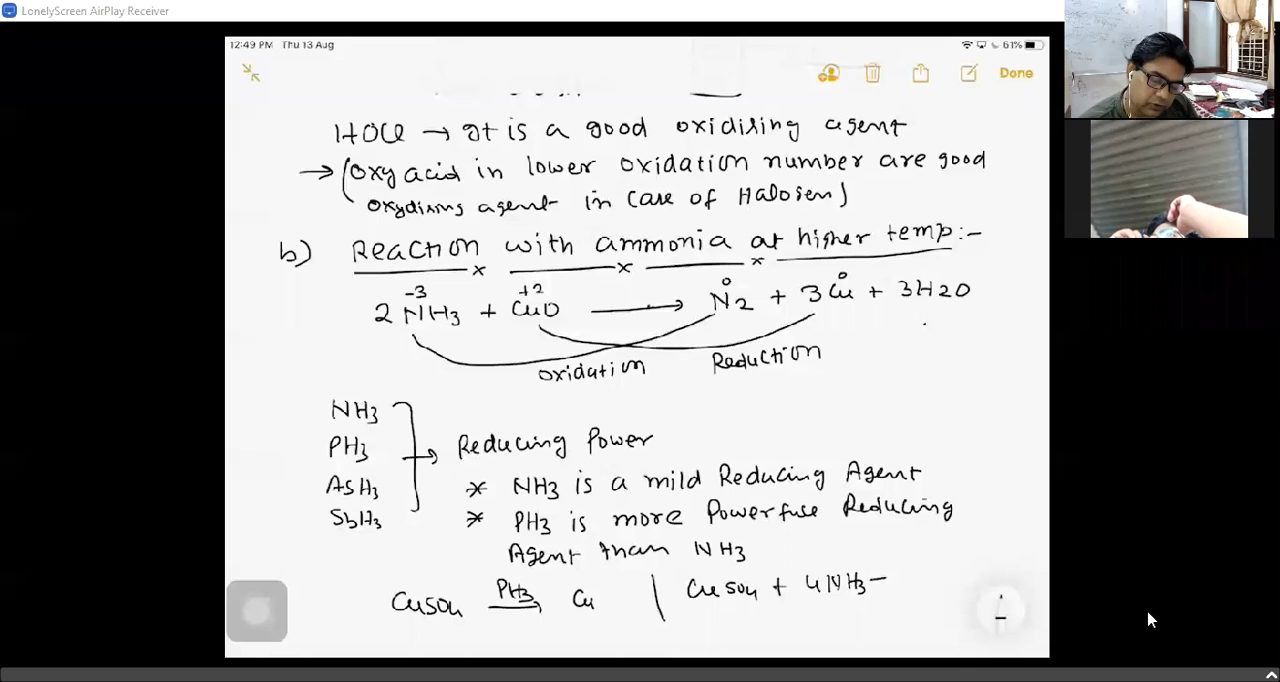 LonelyScreen AirPlay Receiver
12:49 PM Thu 13 Aug
61%
Done
HOCl → It is a good oxidising agent
→ (Oxy acid in lower oxidation number are good
oxydising agent in case of Halogen)
b) Reaction with ammonia at higher temp:-
-3 +2 0 0
2 NH3 + CuO → N2 + 3Cu + 3H2O
oxidation Reduction
NH3
PH3 → Reducing Power
AsH3 * NH3 is a mild Reducing Agent
SbH3 * PH3 is more Powerful Reducing
Agent than NH3
CuSO4 PH3 → Cu | CuSO4 + 4NH3 -